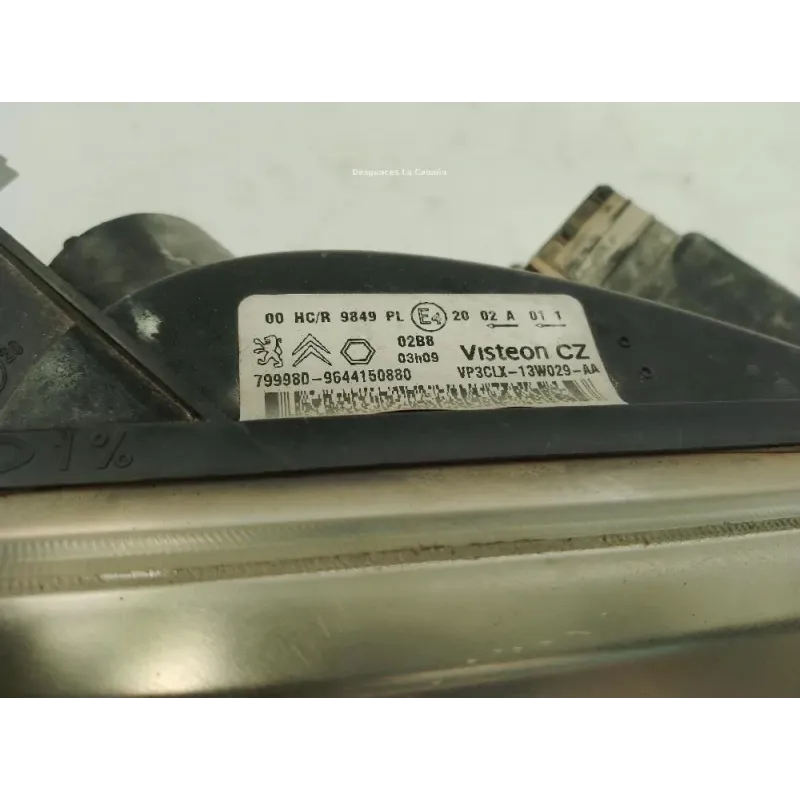 Desguaces La Cabaña
00 HC/R 9849 PL E4 20 02 A 01 1
02B8
03h09
Visteon CZ
79998D-9644150880
VP3CLX-13W029-AA
1%